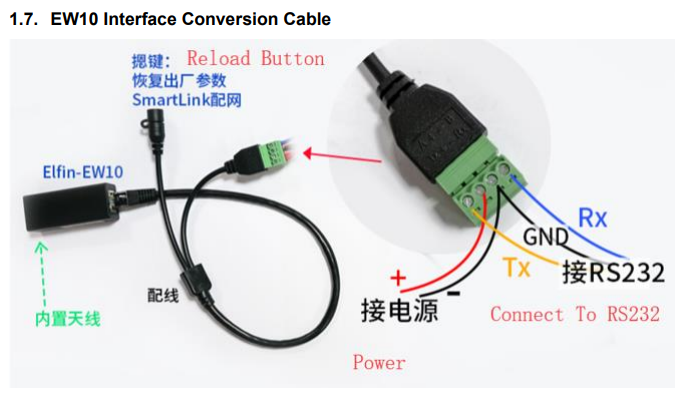 1.7. EW10 Interface Conversion Cable
摁键： Reload Button
恢复出厂参数
SmartLink配网
Elfin-EW10
配线
内置天线
Rx
GND
Tx
接RS232
+
-
接电源
Connect To RS232
Power